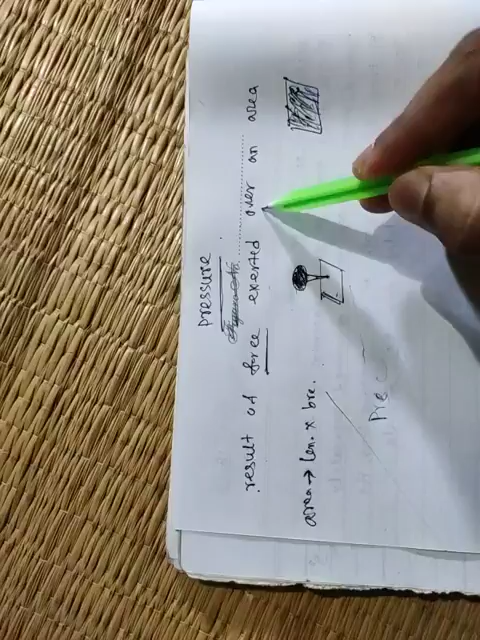 Pressure
result of force exerted over an area
area → len. x bre.